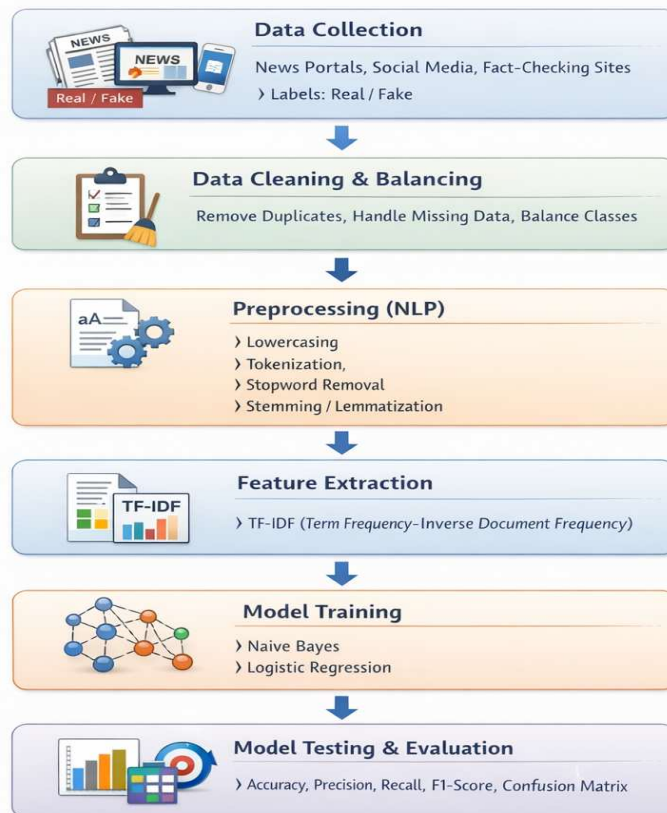 Data Collection
NEWS
NEWS
Real / Fake
News Portals, Social Media, Fact-Checking Sites
› Labels: Real / Fake
Data Cleaning & Balancing
Remove Duplicates, Handle Missing Data, Balance Classes
Preprocessing (NLP)
aA
› Lowercasing
› Tokenization,
› Stopword Removal
› Stemming / Lemmatization
Feature Extraction
TF-IDF
› TF-IDF (Term Frequency-Inverse Document Frequency)
Model Training
› Naive Bayes
› Logistic Regression
Model Testing & Evaluation
› Accuracy, Precision, Recall, F1-Score, Confusion Matrix